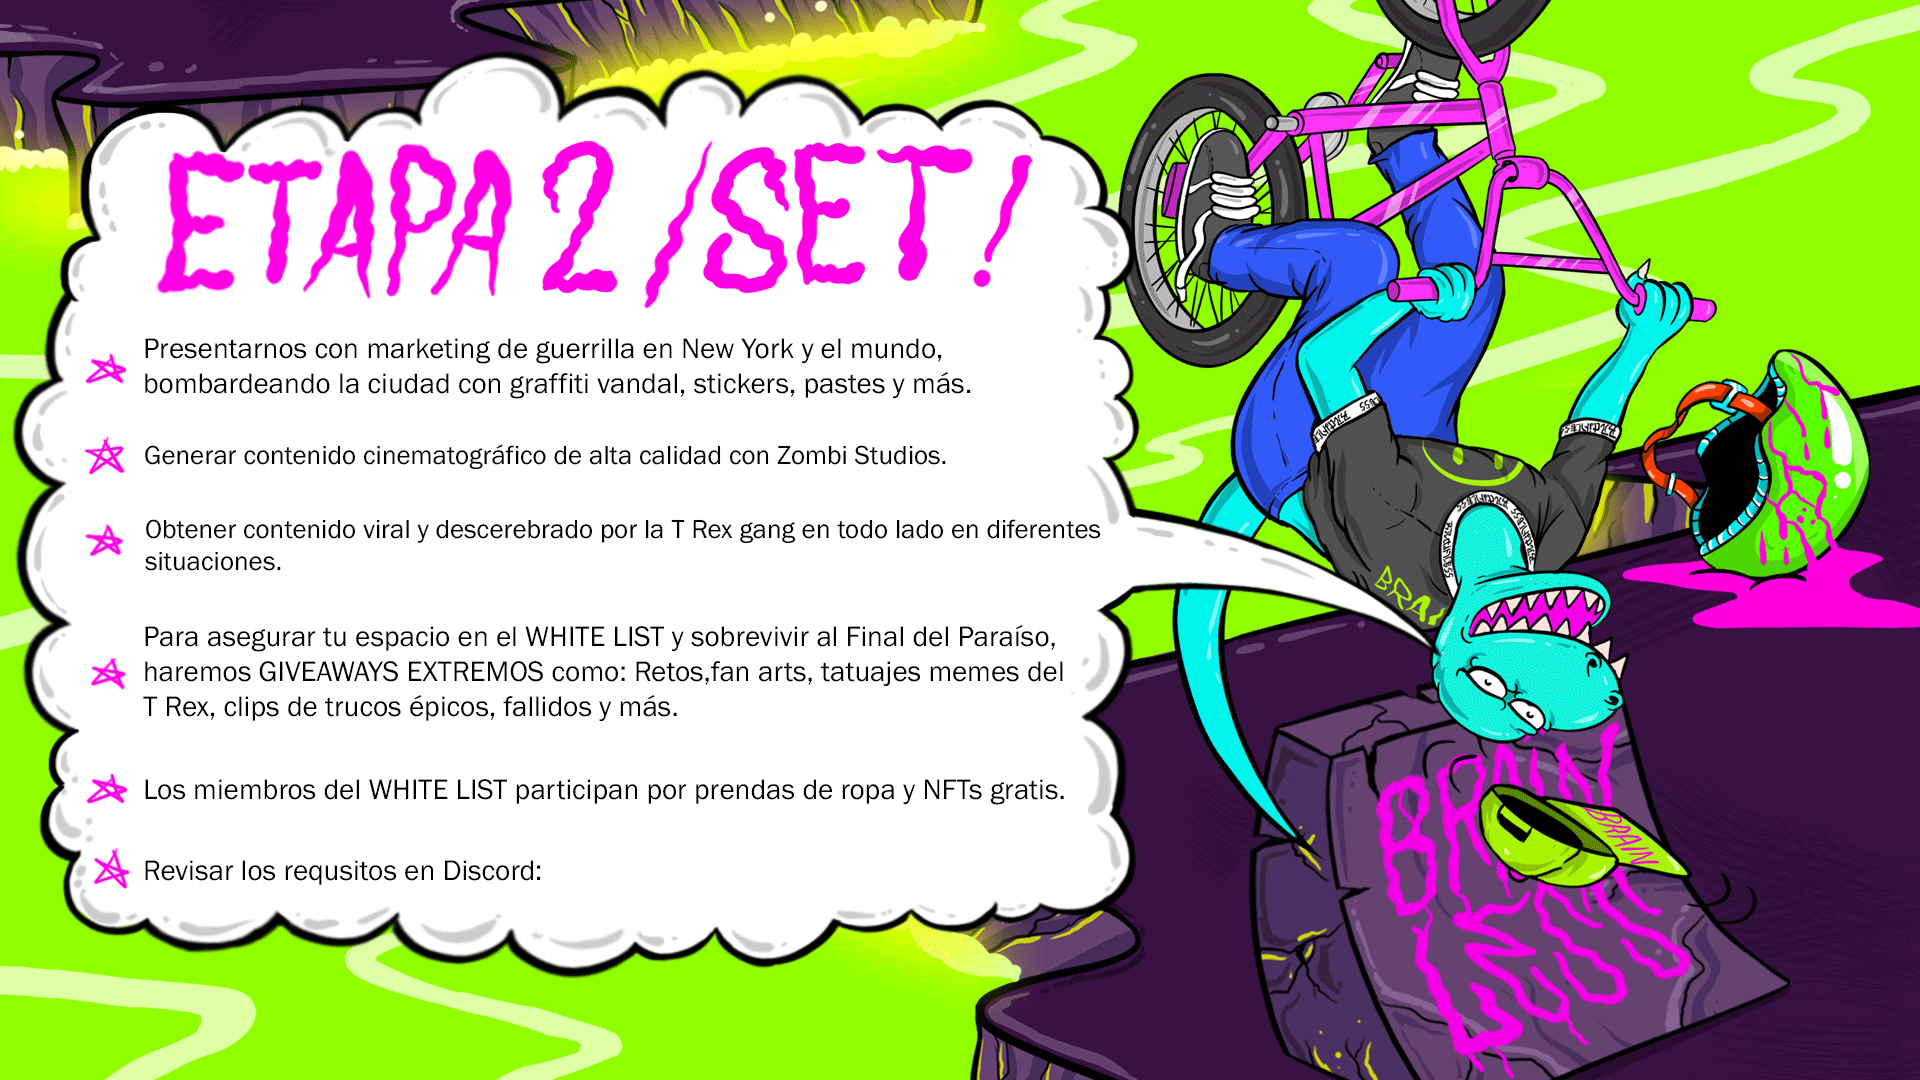 ETAPA 2 /SET!
Presentarnos con marketing de guerrilla en New York y el mundo,
bombardeando la ciudad con graffiti vandal, stickers, pastes y más.
Generar contenido cinematográfico de alta calidad con Zombi Studios.
Obtener contenido viral y descerebrado por la T Rex gang en todo lado en diferentes
situaciones.
Para asegurar tu espacio en el WHITE LIST y sobrevivir al Final del Paraíso,
haremos GIVEAWAYS EXTREMOS como: Retos,fan arts, tatuajes memes del
T Rex, clips de trucos épicos, fallidos y más.
Los miembros del WHITE LIST participan por prendas de ropa y NFTs gratis.
Revisar los requsitos en Discord:
BRAI
BRAIN
BRAIN
LESS